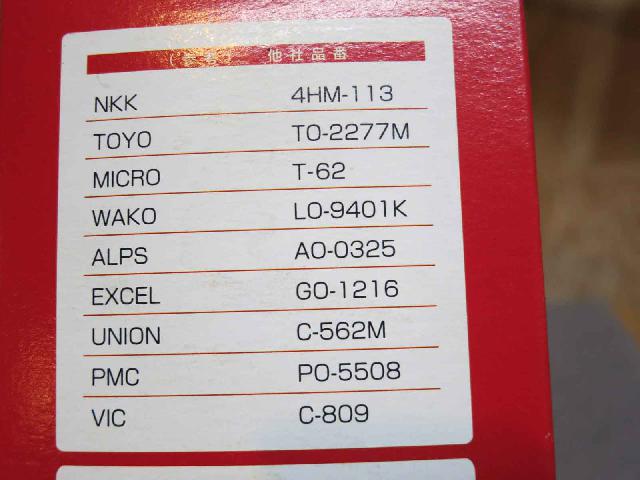 (参考) 他社品番
NKK 4HM-113
TOYO TO-2277M
MICRO T-62
WAKO LO-9401K
ALPS AO-0325
EXCEL GO-1216
UNION C-562M
PMC PO-5508
VIC C-809